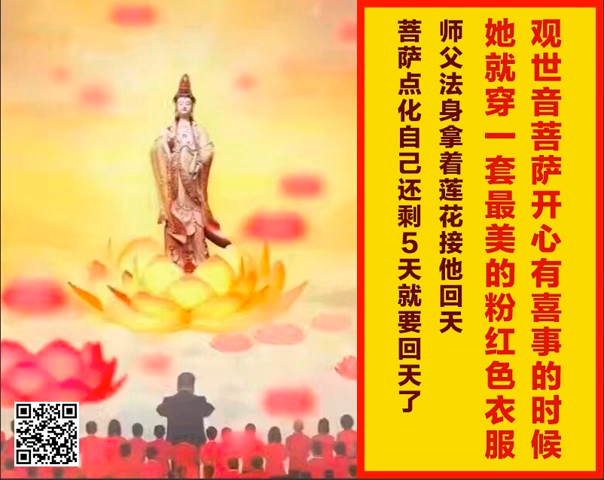 观世音菩萨开心有喜事的时候
她就穿一套最美的粉红色衣服
师父法身拿着莲花接他回天
菩萨点化自己还剩5天就要回天了